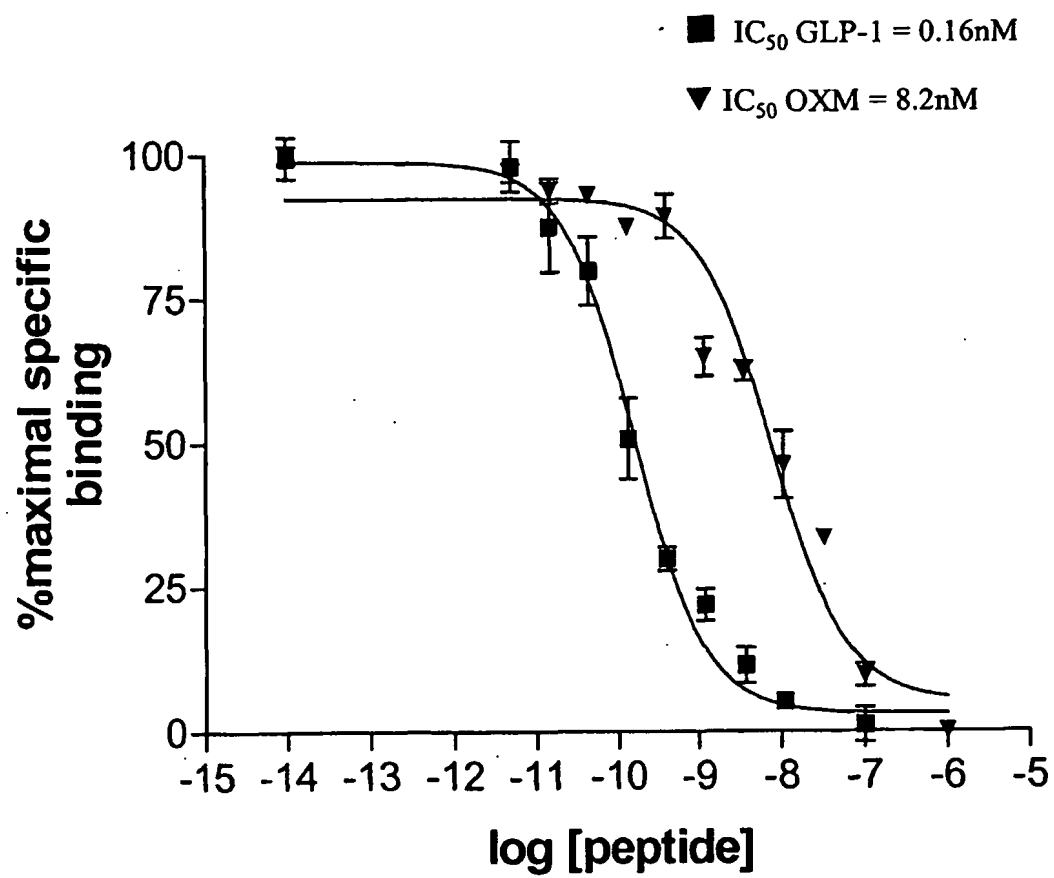 IC50 GLP-1 = 0.16nM
IC50 OXM = 8.2nM
100
75
50
25
0
%maximal specific
binding
-15 -14 -13 -12 -11 -10 -9 -8 -7 -6 -5
log [peptide]